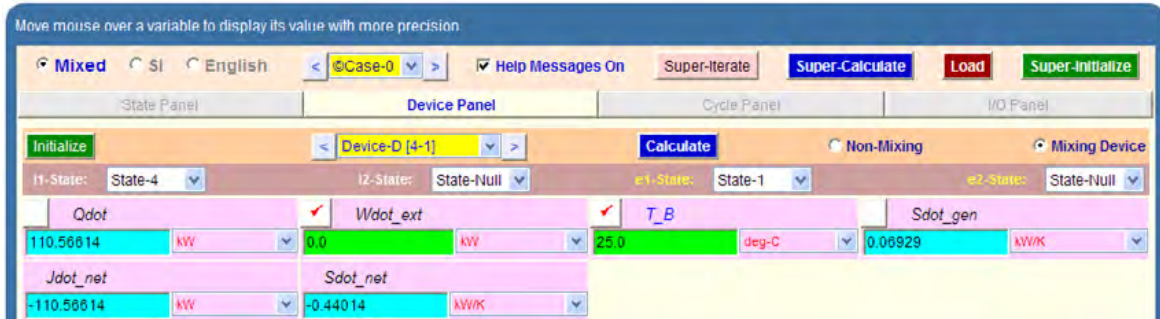 Move mouse over a variable to display its value with more precision.
Mixed SI English < ©Case-0 > Help Messages On Super-Iterate Super-Calculate Load Super-Initialize
State Panel Device Panel Cycle Panel I/O Panel
Initialize < Device-D [4-1] > Calculate Non-Mixing Mixing Device
i1-State: State-4 i2-State: State-Null e1-State: State-1 e2-State: State-Null
Qdot Wdot_ext T_B Sdot_gen
110.56614 kW 0.0 kW 25.0 deg-C 0.06929 kW/K
Jdot_net Sdot_net
-110.56614 kW -0.44014 kW/K